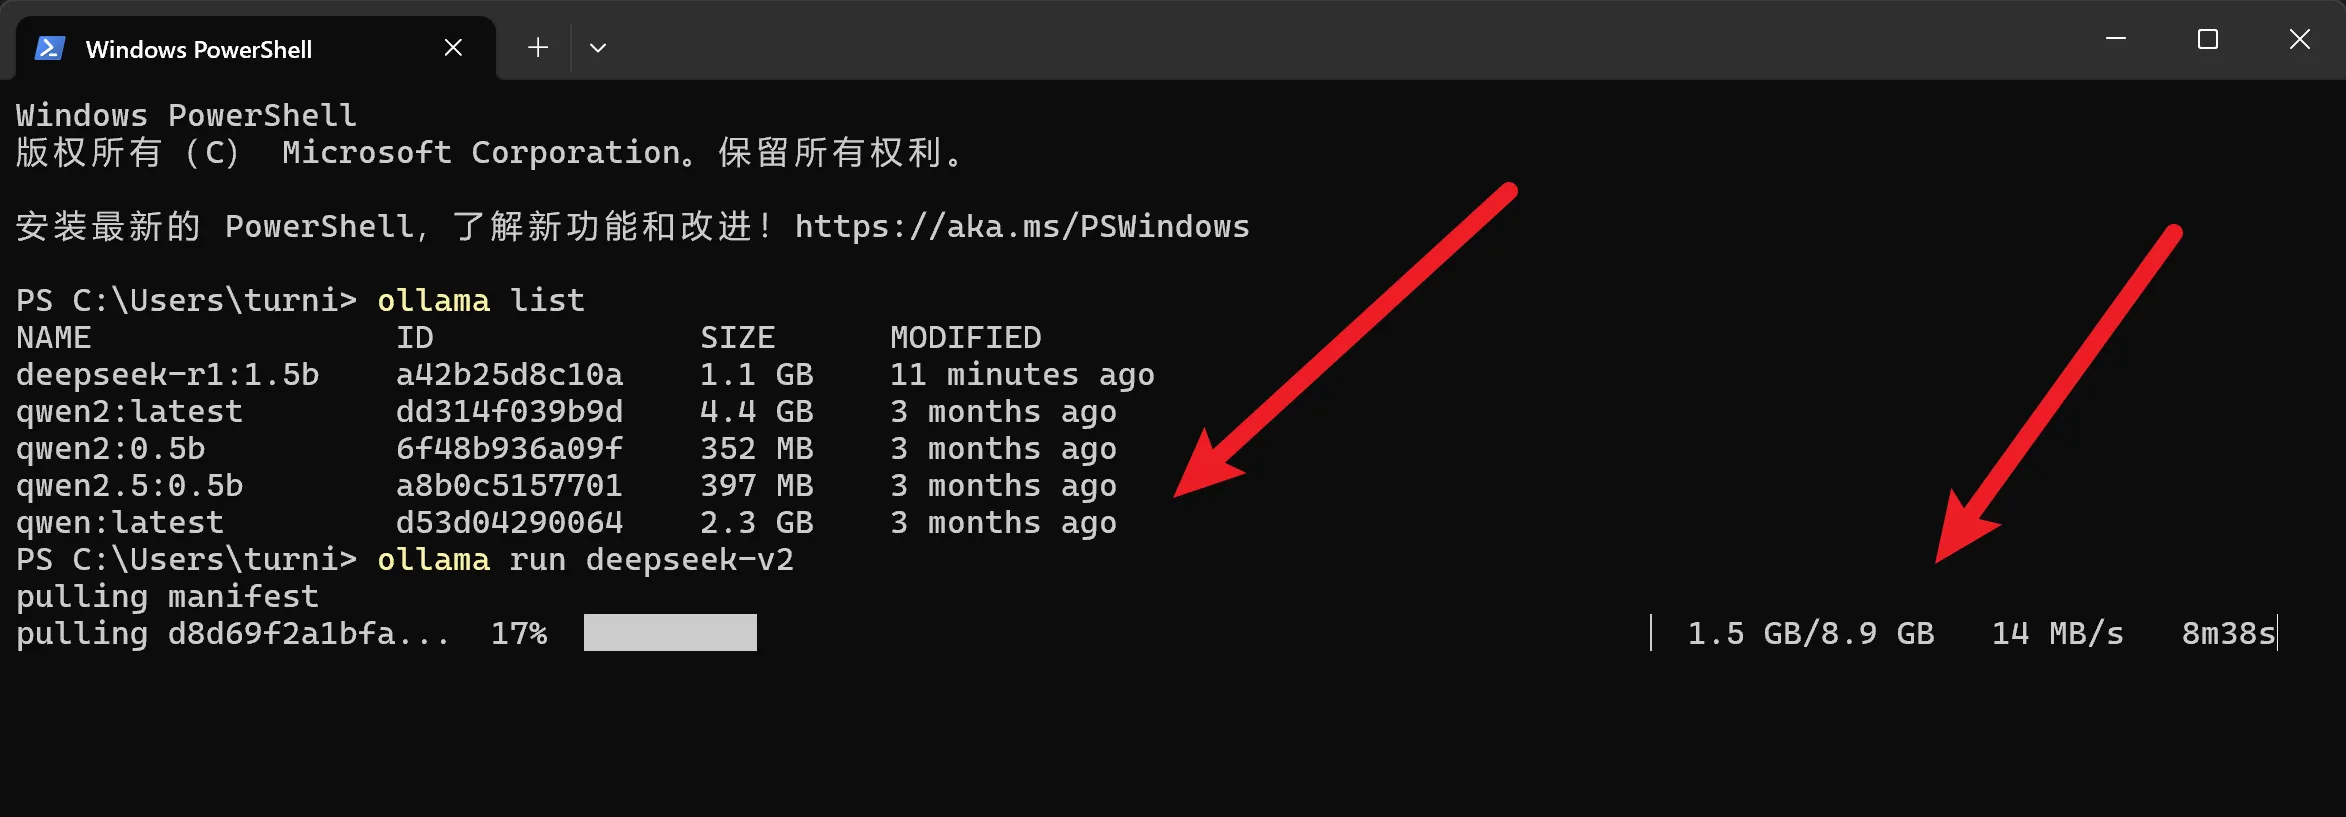 Windows PowerShell
Windows PowerShell
版权所有（C） Microsoft Corporation。保留所有权利。
安装最新的 PowerShell，了解新功能和改进！https://aka.ms/PSWindows
PS C:\Users\turni> ollama list
NAME ID SIZE MODIFIED
deepseek-r1:1.5b a42b25d8c10a 1.1 GB 11 minutes ago
qwen2:latest dd314f039b9d 4.4 GB 3 months ago
qwen2:0.5b 6f48b936a09f 352 MB 3 months ago
qwen2.5:0.5b a8b0c5157701 397 MB 3 months ago
qwen:latest d53d04290064 2.3 GB 3 months ago
PS C:\Users\turni> ollama run deepseek-v2
pulling manifest
pulling d8d69f2a1bfa... 17% 1.5 GB/8.9 GB 14 MB/s 8m38s